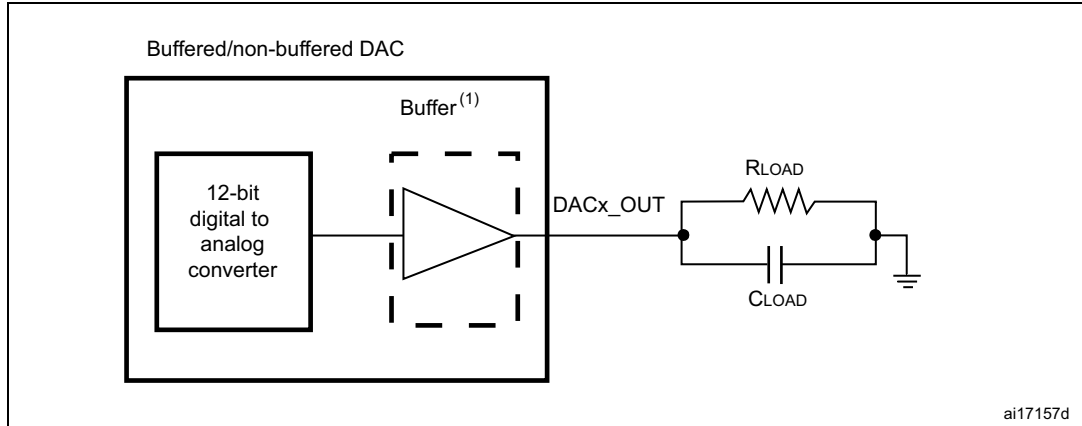 Buffered/non-buffered DAC
Buffer(1)
12-bit
digital to
analog
converter
DACx_OUT
RLOAD
CLOAD
ai17157d